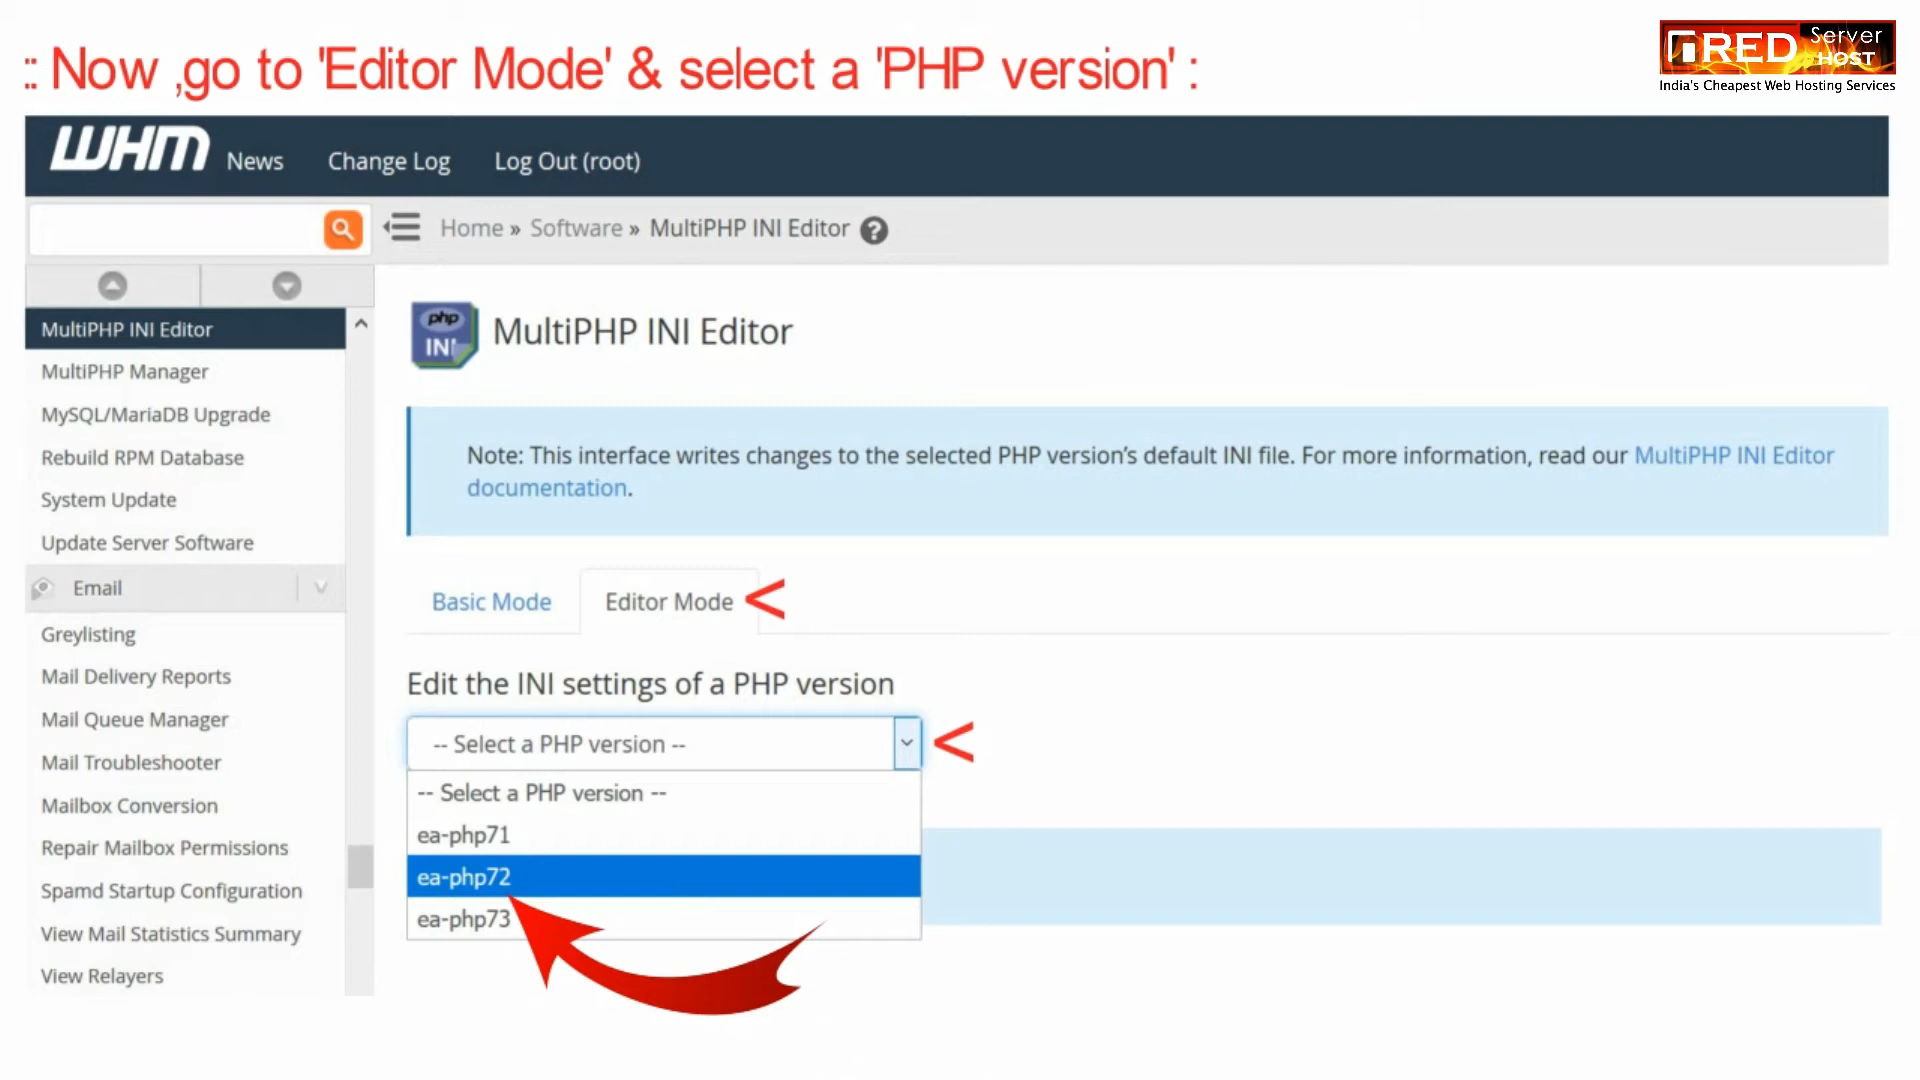 :: Now ,go to 'Editor Mode' & select a 'PHP version' :
RED Server HOST
India's Cheapest Web Hosting Services
WHM News Change Log Log Out (root)
Home » Software » MultiPHP INI Editor ?
MultiPHP INI Editor
MultiPHP Manager
MySQL/MariaDB Upgrade
Rebuild RPM Database
System Update
Update Server Software
Email
Greylisting
Mail Delivery Reports
Mail Queue Manager
Mail Troubleshooter
Mailbox Conversion
Repair Mailbox Permissions
Spamd Startup Configuration
View Mail Statistics Summary
View Relayers
php INI
MultiPHP INI Editor
Note: This interface writes changes to the selected PHP version's default INI file. For more information, read our MultiPHP INI Editor
documentation.
Basic Mode Editor Mode <
Edit the INI settings of a PHP version
-- Select a PHP version -- <
-- Select a PHP version --
ea-php71
ea-php72
ea-php73